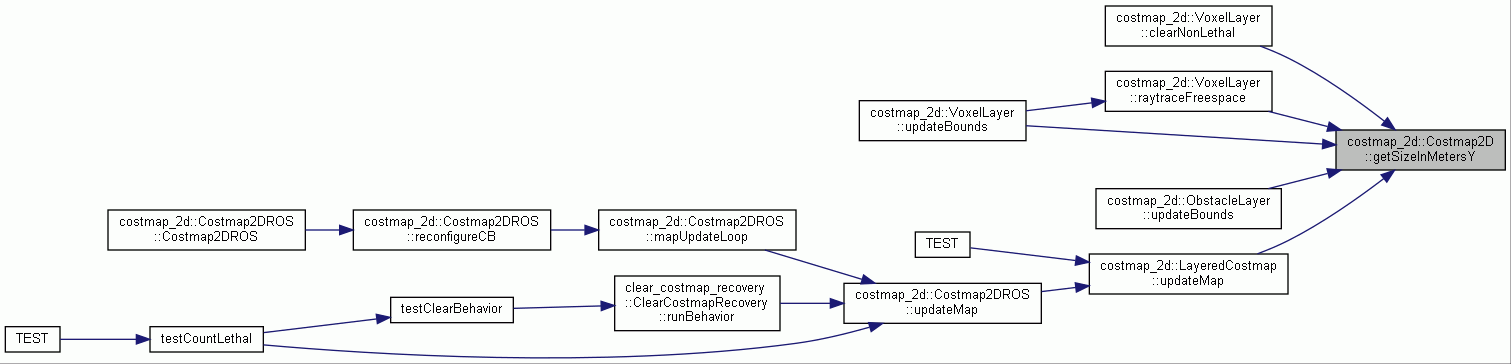 costmap_2d::VoxelLayer
::clearNonLethal
costmap_2d::VoxelLayer
::raytraceFreespace
costmap_2d::VoxelLayer
::updateBounds
costmap_2d::Costmap2D
::getSizeInMetersY
costmap_2d::ObstacleLayer
::updateBounds
costmap_2d::Costmap2DROS
::Costmap2DROS
costmap_2d::Costmap2DROS
::reconfigureCB
costmap_2d::Costmap2DROS
::mapUpdateLoop
TEST
costmap_2d::LayeredCostmap
::updateMap
clear_costmap_recovery
::ClearCostmapRecovery
::runBehavior
costmap_2d::Costmap2DROS
::updateMap
testClearBehavior
TEST
testCountLethal